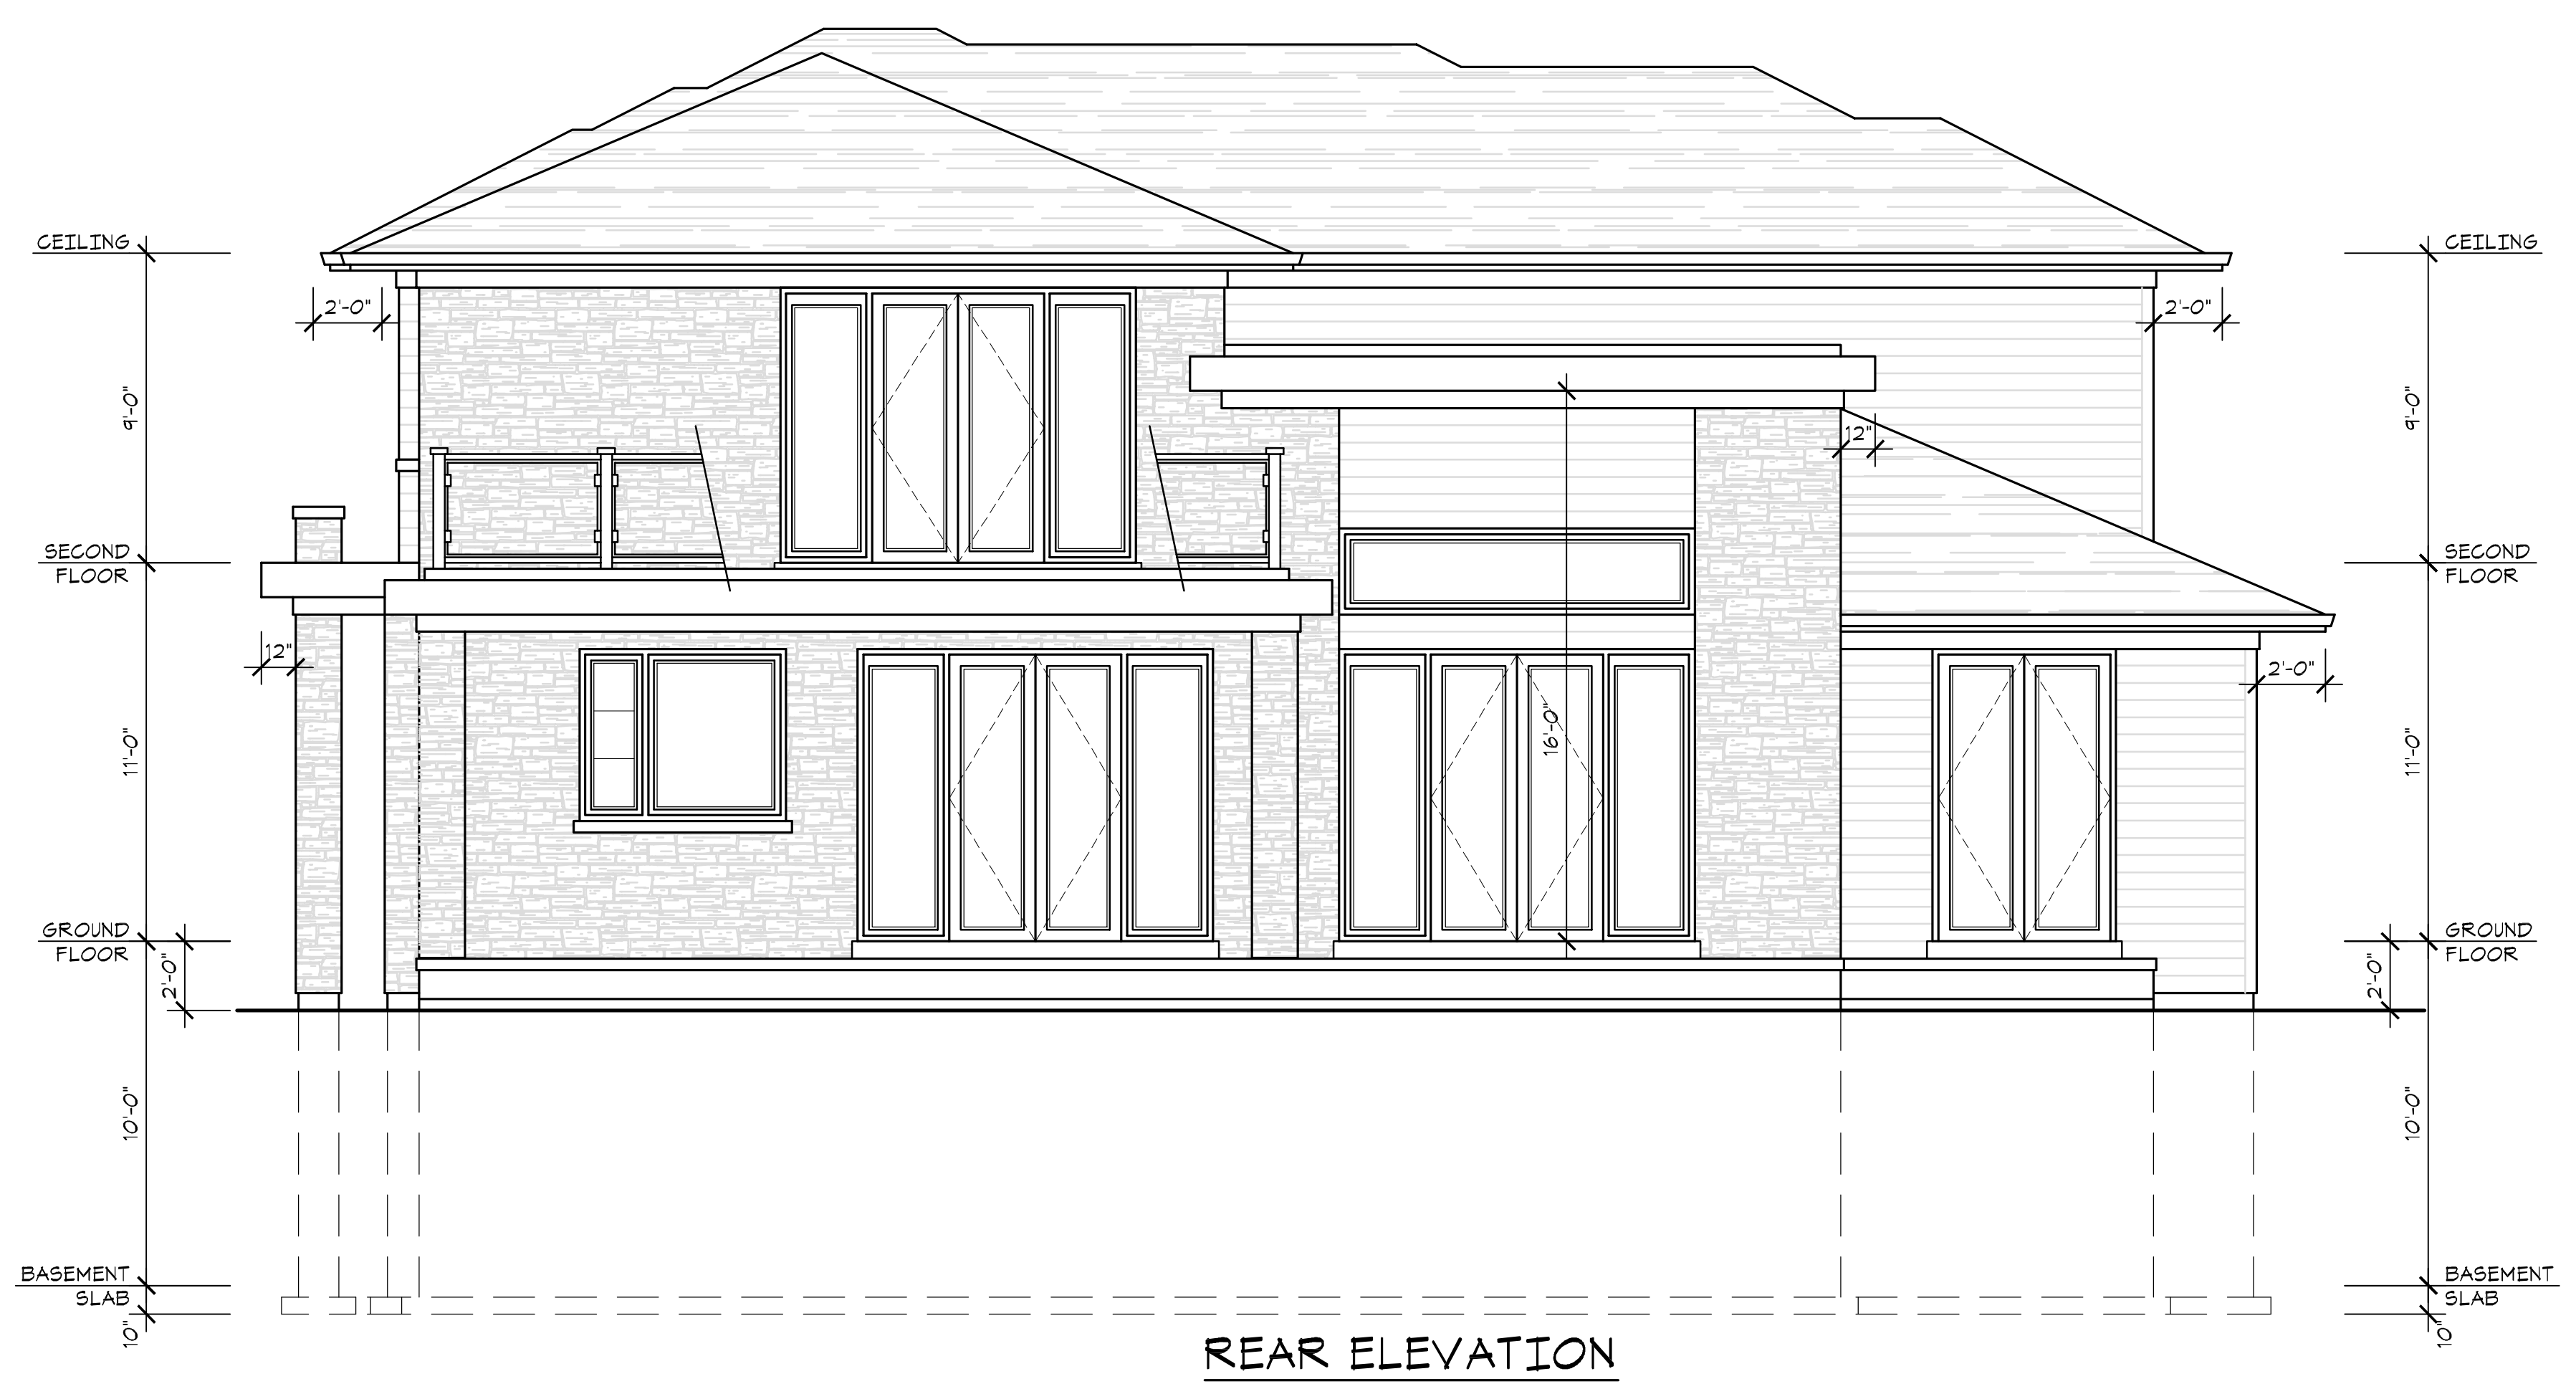 CEILING
CEILING
2'-0"
2'-0"
9'-0"
9'-0"
12"
SECOND
FLOOR
SECOND
FLOOR
12"
2'-0"
11'-0"
16'-0"
11'-0"
GROUND
FLOOR
GROUND
FLOOR
2'-0"
2'-0"
10'-0"
10'-0"
BASEMENT
SLAB
BASEMENT
SLAB
10"
10"
REAR ELEVATION